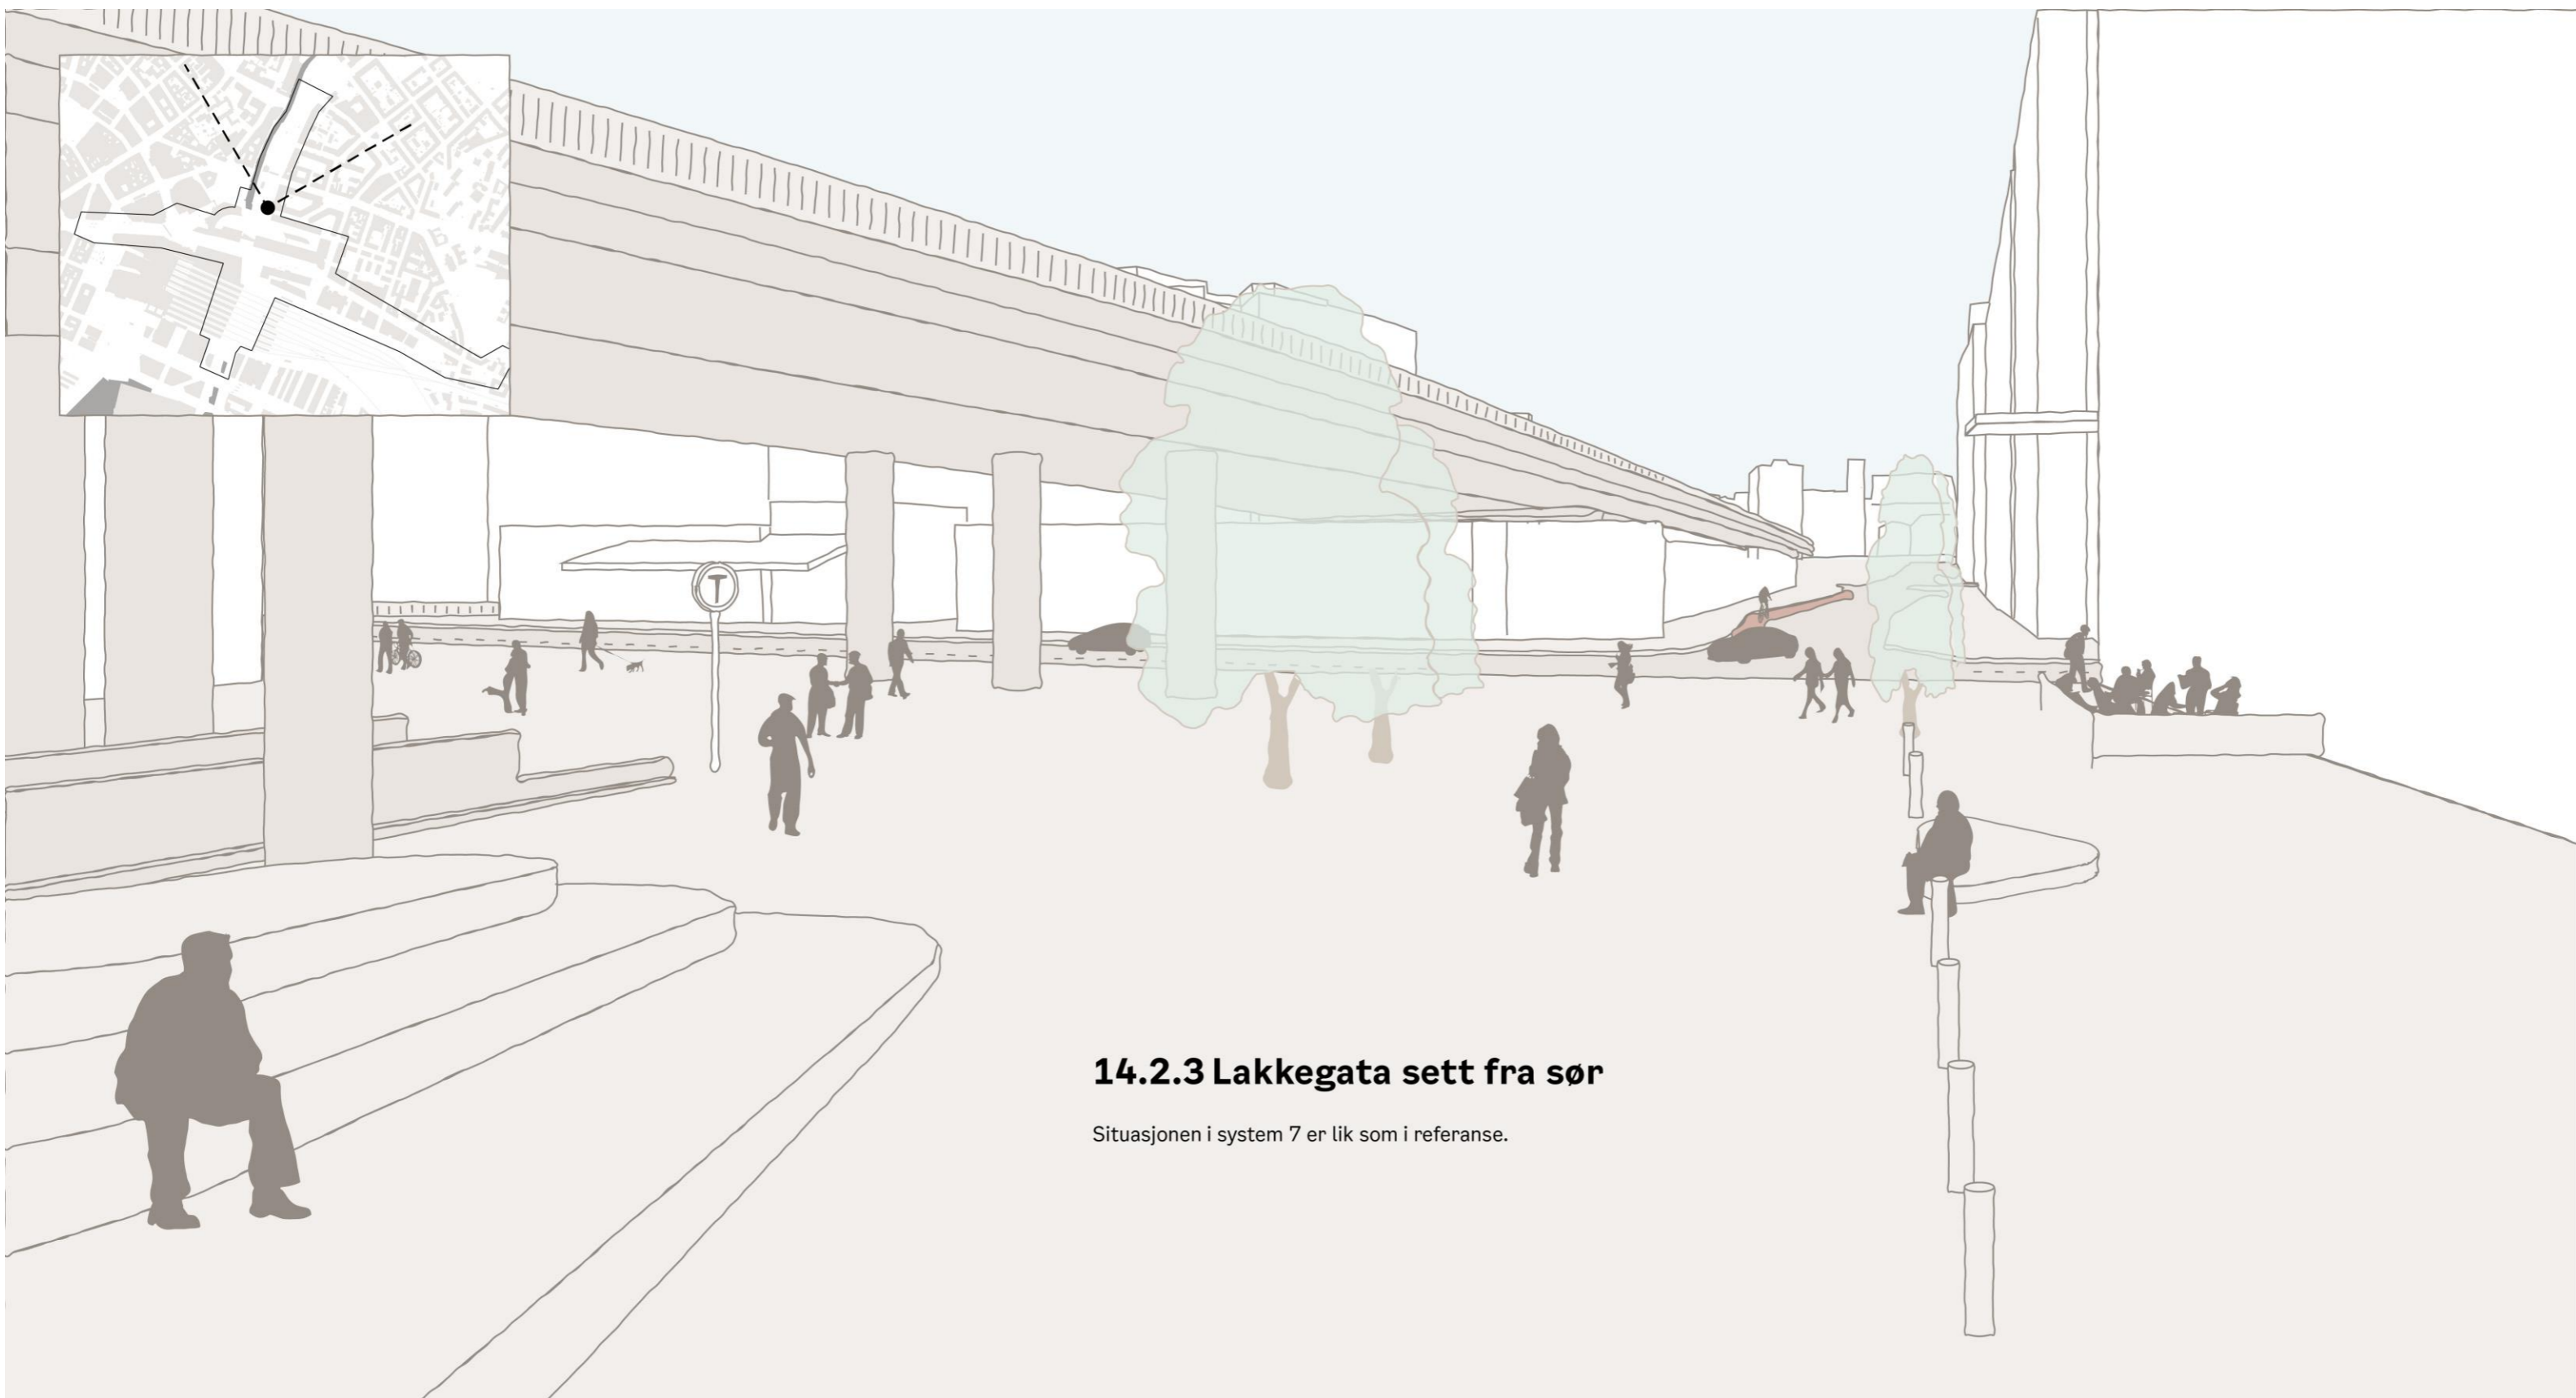 T
14.2.3 Lakkegata sett fra sør
Situasjonen i system 7 er lik som i referanse.